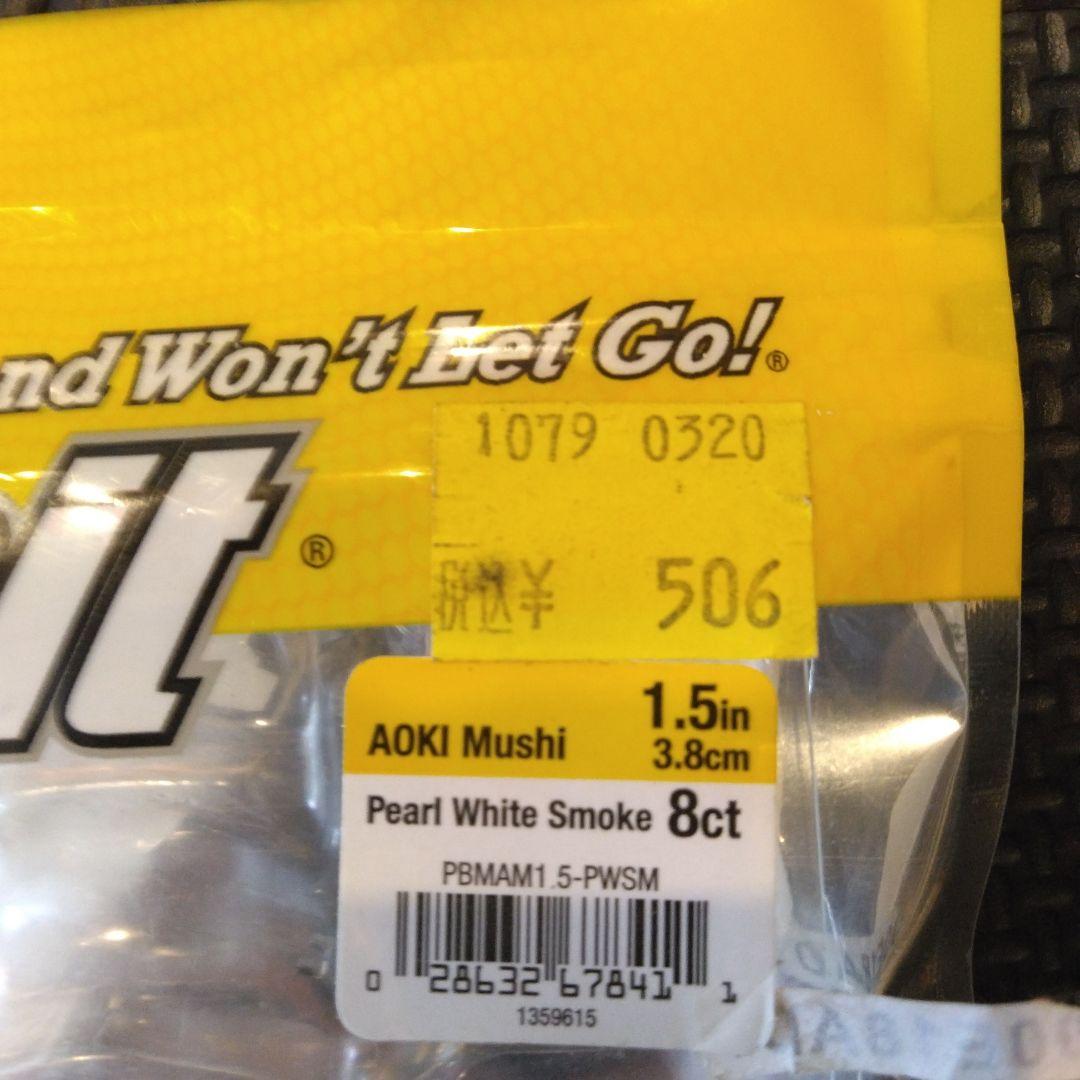 nd Won't Let Go!®
lt®
1079 0320
税込¥ 506
AOKI Mushi 1.5in
3.8cm
Pearl White Smoke 8ct
PBMAM1.5-PWSM
0 28632 67841 1
1359615